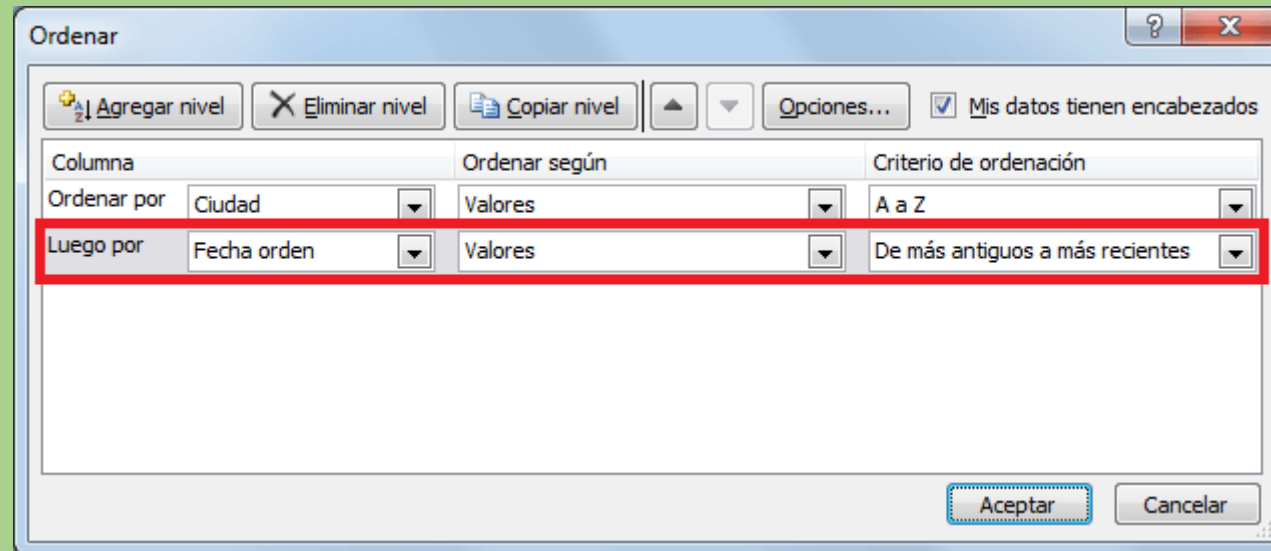 Ordenar
Agregar nivel Eliminar nivel Copiar nivel Opciones... Mis datos tienen encabezados
Columna Ordenar según Criterio de ordenación
Ordenar por Ciudad Valores A a Z
Luego por Fecha orden Valores De más antiguos a más recientes
Aceptar Cancelar